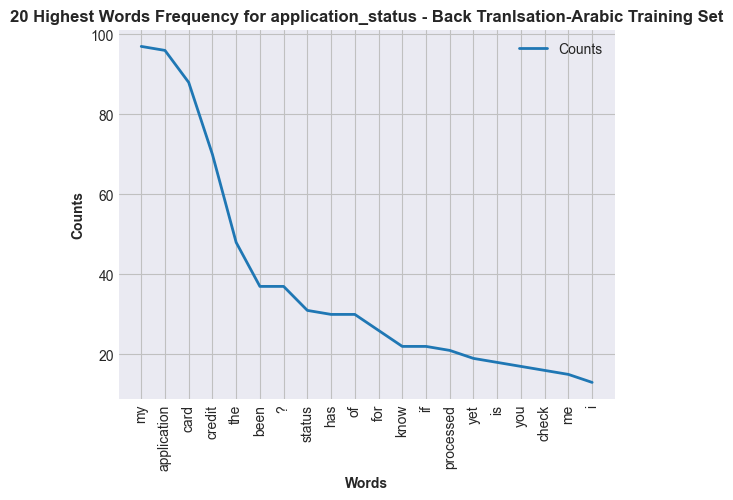 20 Highest Words Frequency for application_status - Back Tranlsation-Arabic Training Set
Counts
100
80
60
40
20
Counts
my
application
card
credit
the
been
?
status
has
of
for
know
if
processed
yet
is
you
check
me
i
Words